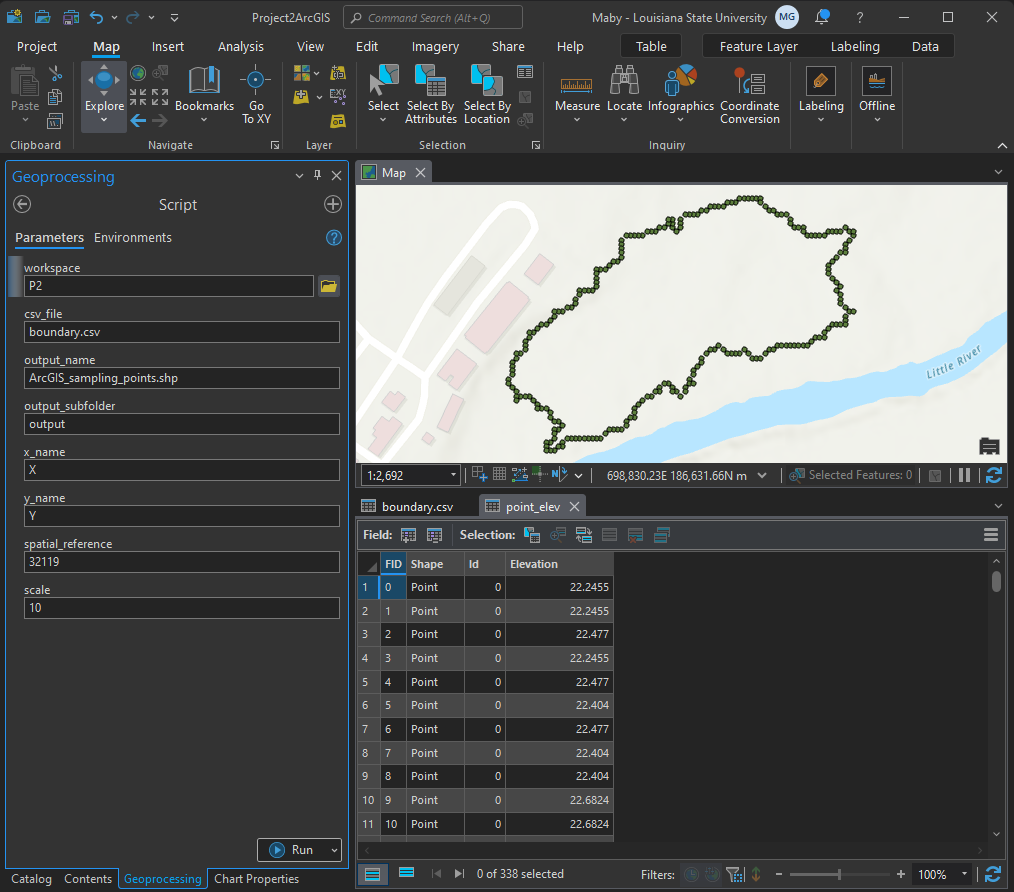 Project2ArcGIS
Command Search (Alt+Q)
Maby - Louisiana State University
MG
?
Project
Map
Insert
Analysis
View
Edit
Imagery
Share
Help
Table
Feature Layer
Labeling
Data
Paste
Explore
Bookmarks
Go
To XY
Select
Select By
Attributes
Select By
Location
Measure
Locate
Infographics
Coordinate
Conversion
Labeling
Offline
Clipboard
Navigate
Layer
Selection
Inquiry
Geoprocessing
Script
Parameters
Environments
?
workspace
P2
csv_file
boundary.csv
output_name
ArcGIS_sampling_points.shp
output_subfolder
output
x_name
X
y_name
Y
spatial_reference
32119
scale
10
Run
Catalog
Contents
Geoprocessing
Chart Properties
Map
Little River
1:2,692
698,830.23E 186,631.66N m
Selected Features: 0
boundary.csv
point_elev
Field:
Selection:
FID Shape Id Elevation
1 0 Point 0 22.2455
2 1 Point 0 22.2455
3 2 Point 0 22.477
4 3 Point 0 22.2455
5 4 Point 0 22.477
6 5 Point 0 22.404
7 6 Point 0 22.477
8 7 Point 0 22.404
9 8 Point 0 22.404
10 9 Point 0 22.6824
11 10 Point 0 22.6824
0 of 338 selected
Filters:
100%